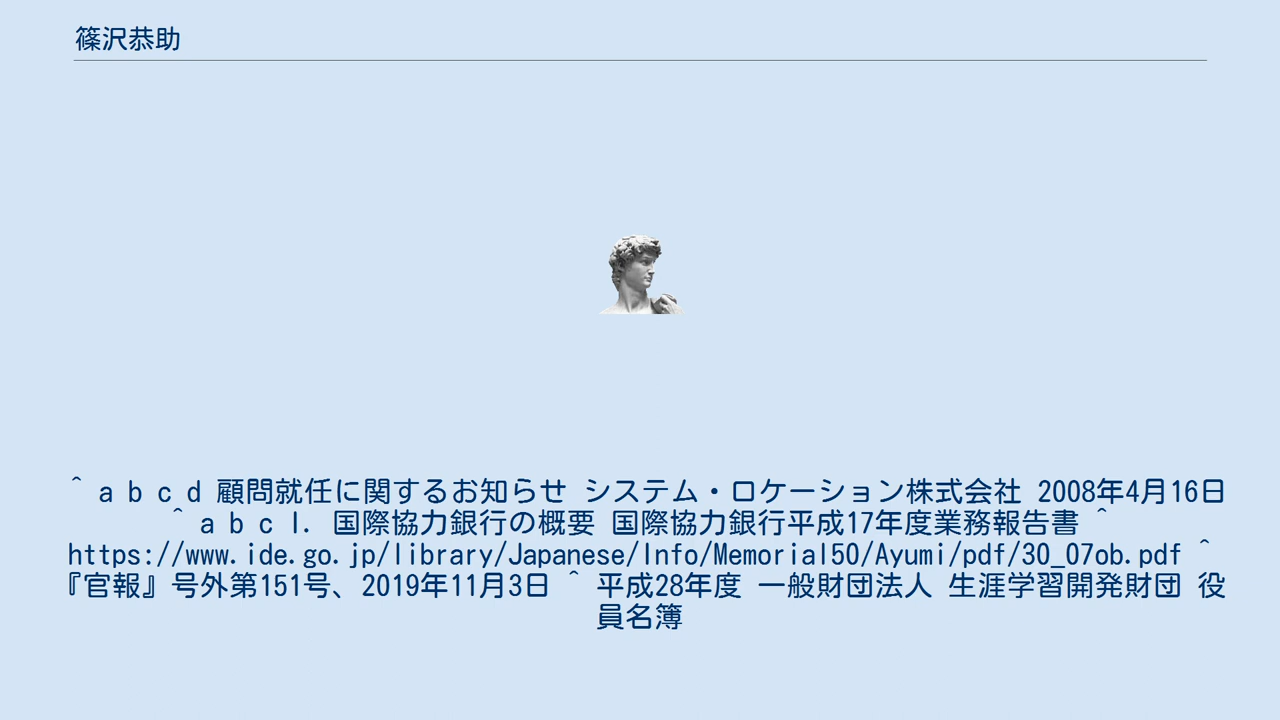 篠沢恭助
^ a b c d 顧問就任に関するお知らせ システム・ロケーション株式会社 2008年4月16日
^ a b c I. 国際協力銀行の概要 国際協力銀行平成17年度業務報告書 ^
https://www.ide.go.jp/library/Japanese/Info/Memorial50/Ayumi/pdf/30_07ob.pdf ^
『官報』号外第151号、2019年11月3日 ^ 平成28年度 一般財団法人 生涯学習開発財団 役
員名簿